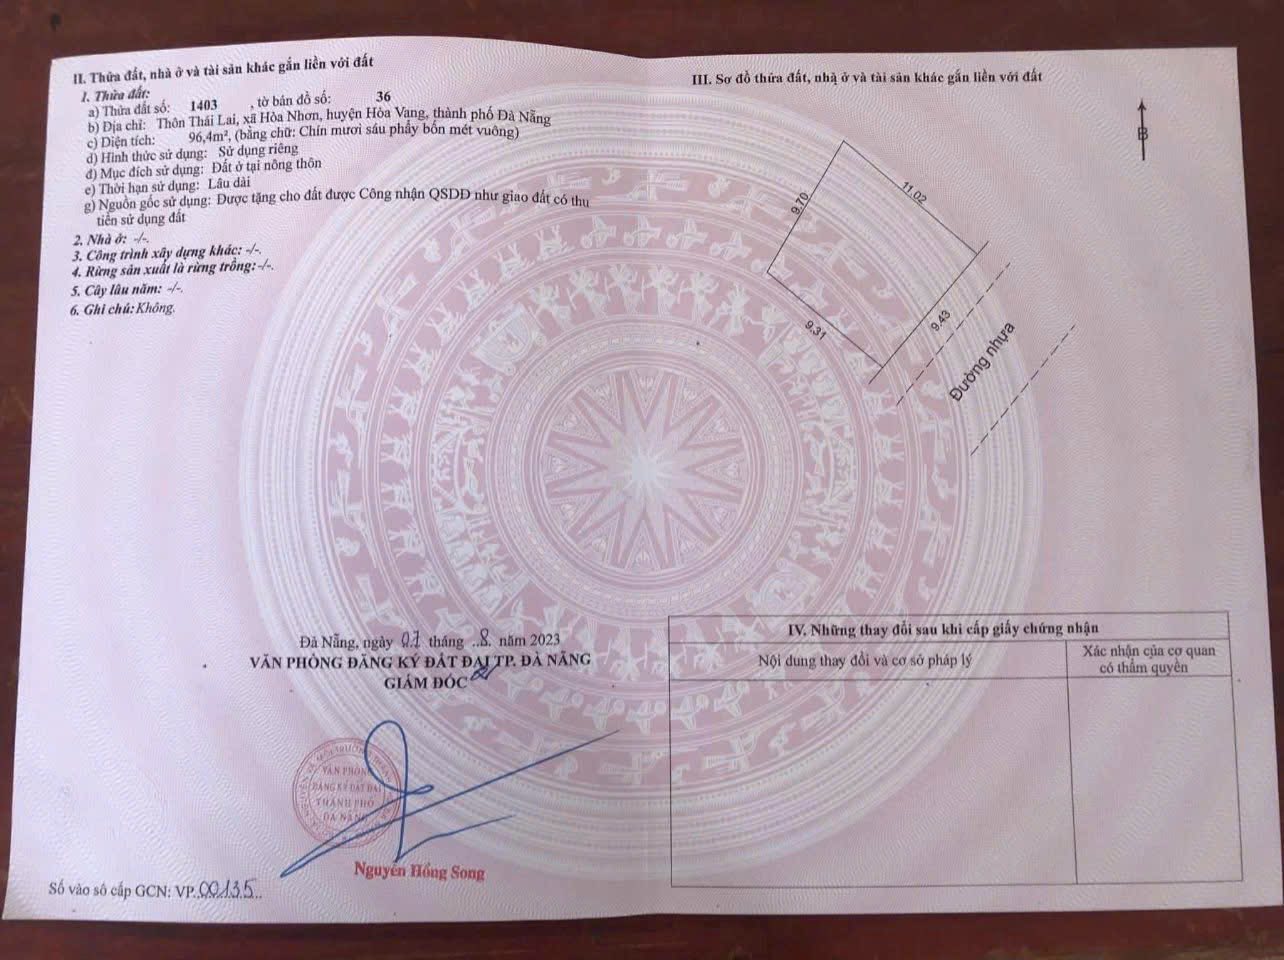 II. Thửa đất, nhà ở và tài sản khác gắn liền với đất
1. Thửa đất:
a) Thửa đất số: 1403 , tờ bản đồ số: 36
b) Địa chỉ: Thôn Thái Lai, xã Hòa Nhơn, huyện Hòa Vang, thành phố Đà Nẵng
c) Diện tích: 96,4m², (bằng chữ: Chín mươi sáu phẩy bốn mét vuông)
d) Hình thức sử dụng: Sử dụng riêng
đ) Mục đích sử dụng: Đất ở tại nông thôn
e) Thời hạn sử dụng: Lâu dài
g) Nguồn gốc sử dụng: Được tặng cho đất được Công nhận QSDĐ như giao đất có thu
tiền sử dụng đất
2. Nhà ở: -/-.
3. Công trình xây dựng khác: -/-.
4. Rừng sản xuất là rừng trồng: -/-.
5. Cây lâu năm: -/-.
6. Ghi chú: Không.
Đà Nẵng, ngày 07 tháng ..8. năm 2023
VĂN PHÒNG ĐĂNG KÝ ĐẤT ĐAI TP. ĐÀ NẴNG
GIÁM ĐỐC
VĂN PHÒNG
ĐĂNG KÝ ĐẤT ĐAI
THÀNH PHỐ
ĐÀ NẴNG
Nguyễn Hồng Song
Số vào sổ cấp GCN: VP.00135..
III. Sơ đồ thửa đất, nhà ở và tài sản khác gắn liền với đất
B
11.02
9.70
9.31
9.43
Đường nhựa
IV. Những thay đổi sau khi cấp giấy chứng nhận
Nội dung thay đổi và cơ sở pháp lý
Xác nhận của cơ quan
có thẩm quyền